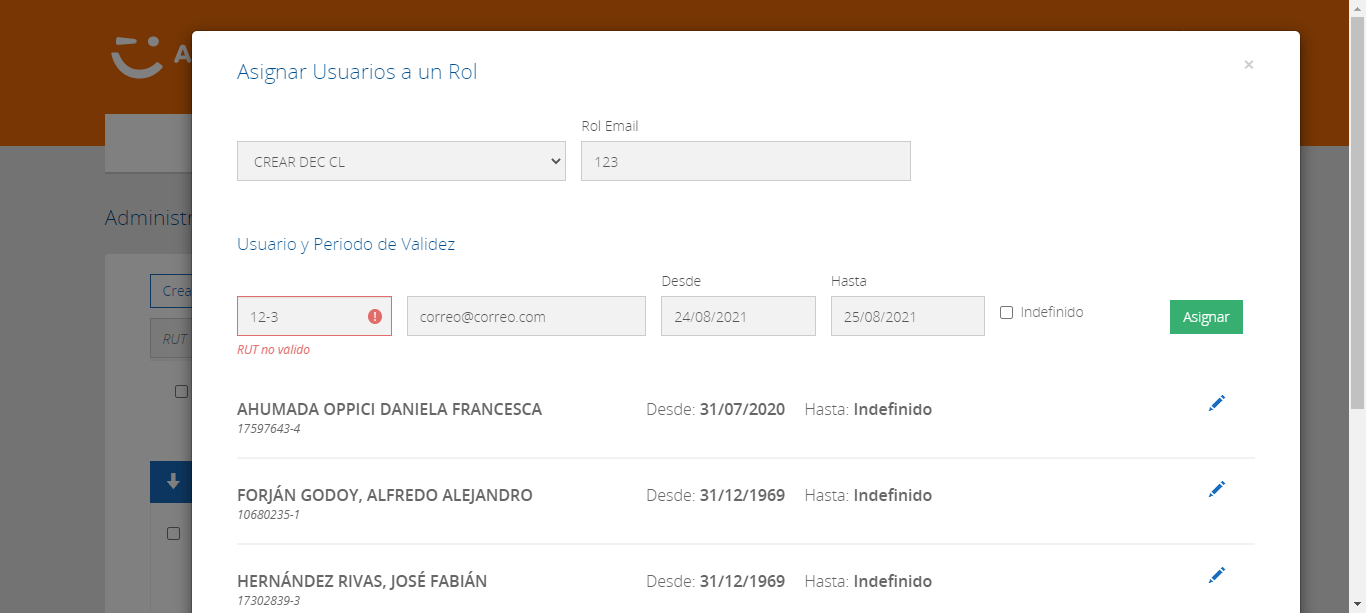 A
Asignar Usuarios a un Rol
×
Rol Email
CREAR DEC CL
123
Administr
Usuario y Periodo de Validez
Desde
Hasta
Crea
12-3
correo@correo.com
24/08/2021
25/08/2021
Indefinido
Asignar
RUT
RUT no válido
AHUMADA OPPICI DANIELA FRANCESCA
Desde: 31/07/2020
Hasta: Indefinido
17597643-4
FORJÁN GODOY, ALFREDO ALEJANDRO
Desde: 31/12/1969
Hasta: Indefinido
10680235-1
HERNÁNDEZ RIVAS, JOSÉ FABIÁN
Desde: 31/12/1969
Hasta: Indefinido
17302839-3